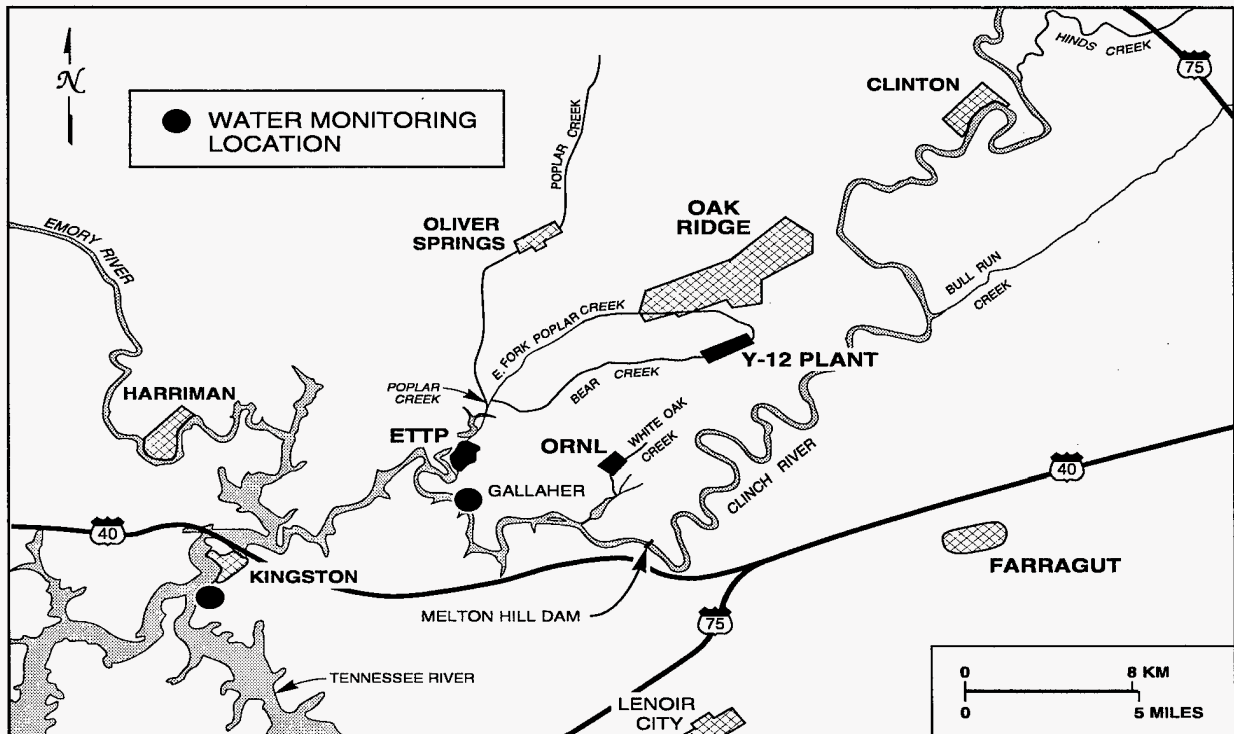 HINDS
CREEK
75
CLINTON
N
WATER MONITORING
LOCATION
POPLAR CREEK
EMORY RIVER
OLIVER
SPRINGS
OAK
RIDGE
BULL RUN
CREEK
E. FORK POPLAR CREEK
Y-12 PLANT
BEAR CREEK
POPLAR
CREEK
HARRIMAN
ETTP
ORNL
WHITE OAK
CREEK
CLINCH RIVER
GALLAHER
40
40
KINGSTON
FARRAGUT
MELTON HILL DAM
75
TENNESSEE RIVER
LENOIR
CITY
0 8 KM
0 5 MILES